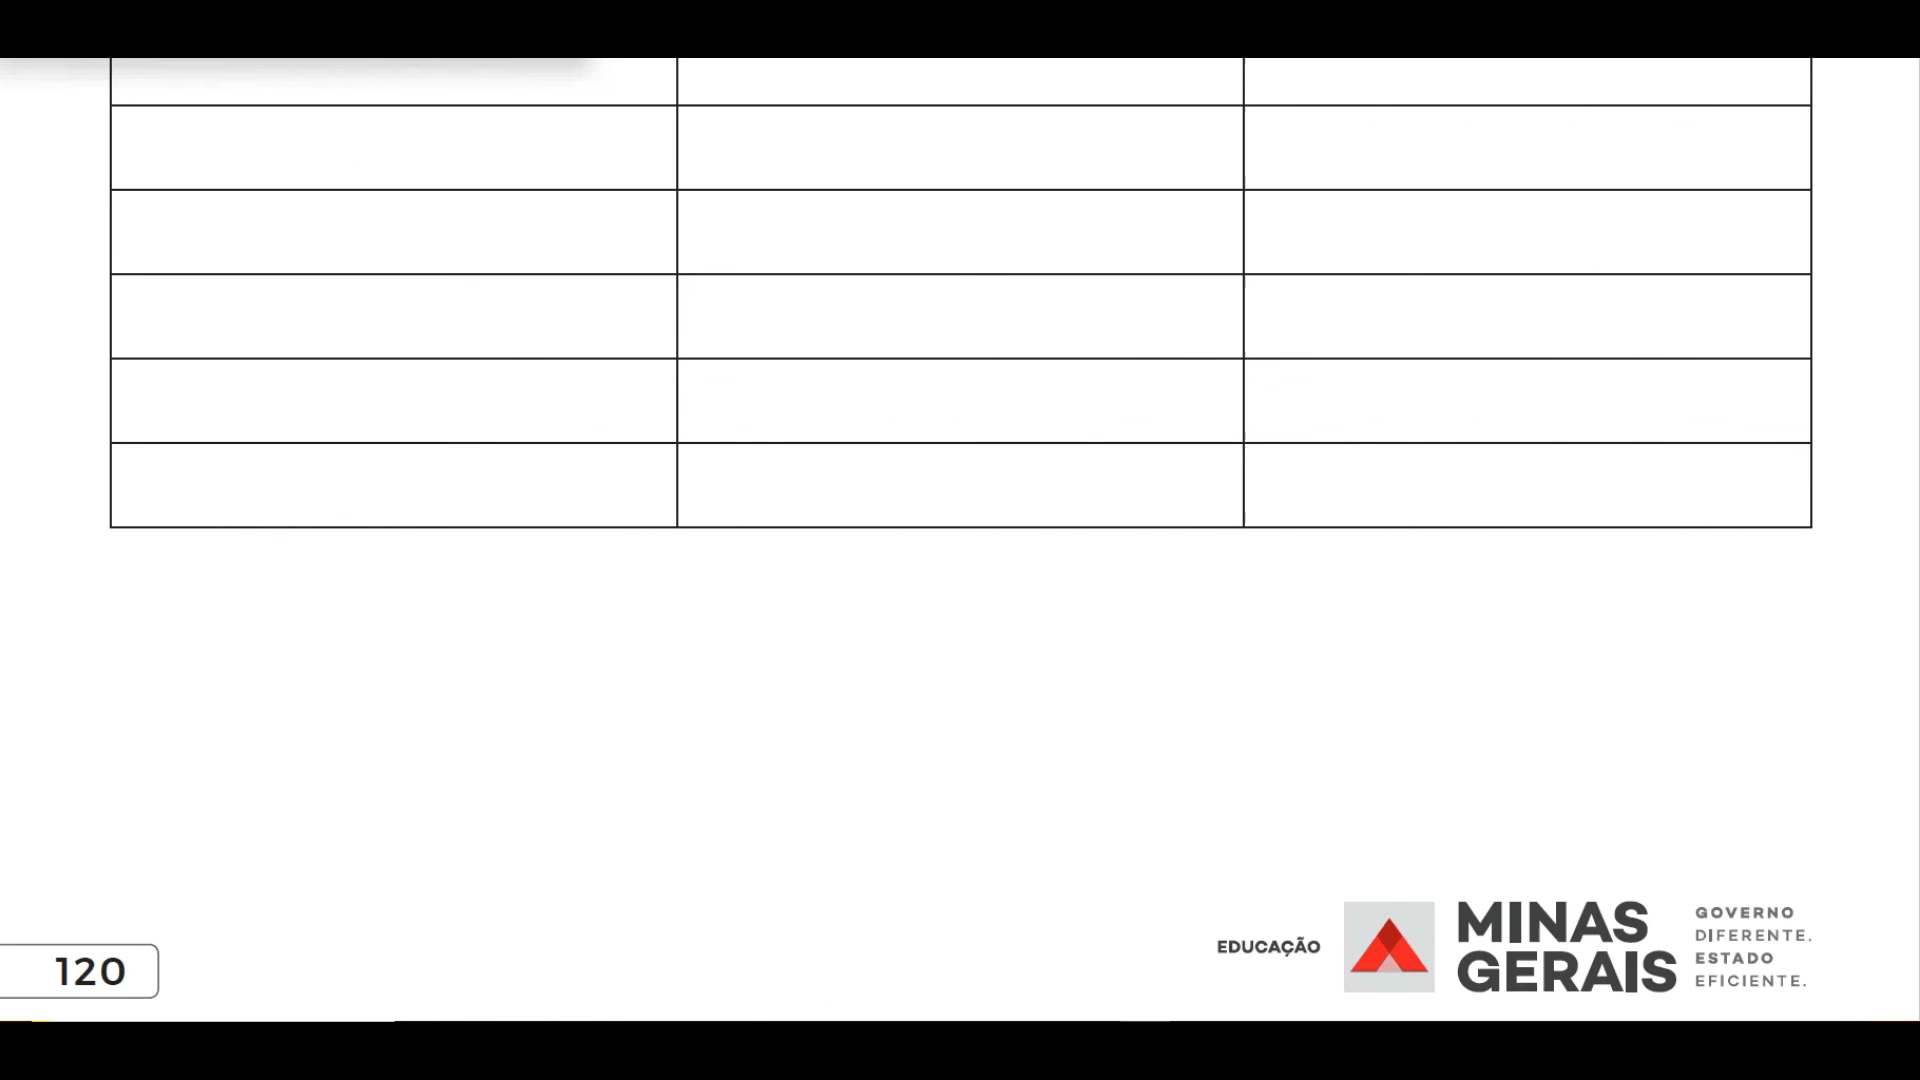 EDUCAÇÃO
MINAS
GERAIS
GOVERNO
DIFERENTE.
ESTADO
EFICIENTE.
120